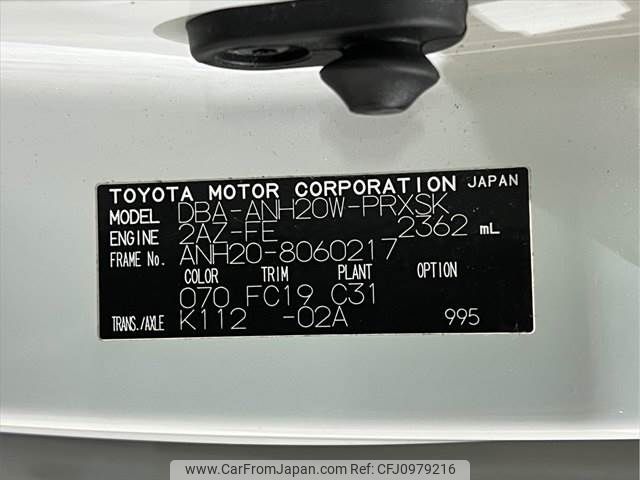 TOYOTA MOTOR CORPORATION JAPAN
MODEL DBA-ANH20W-PRXSK
ENGINE 2AZ-FE 2362 mL
FRAME No. ANH20-8060217
COLOR TRIM PLANT OPTION
070 FC19 C31
TRANS./AXLE K112 -02A 995
www.CarFromJapan.com - CFJ0979216